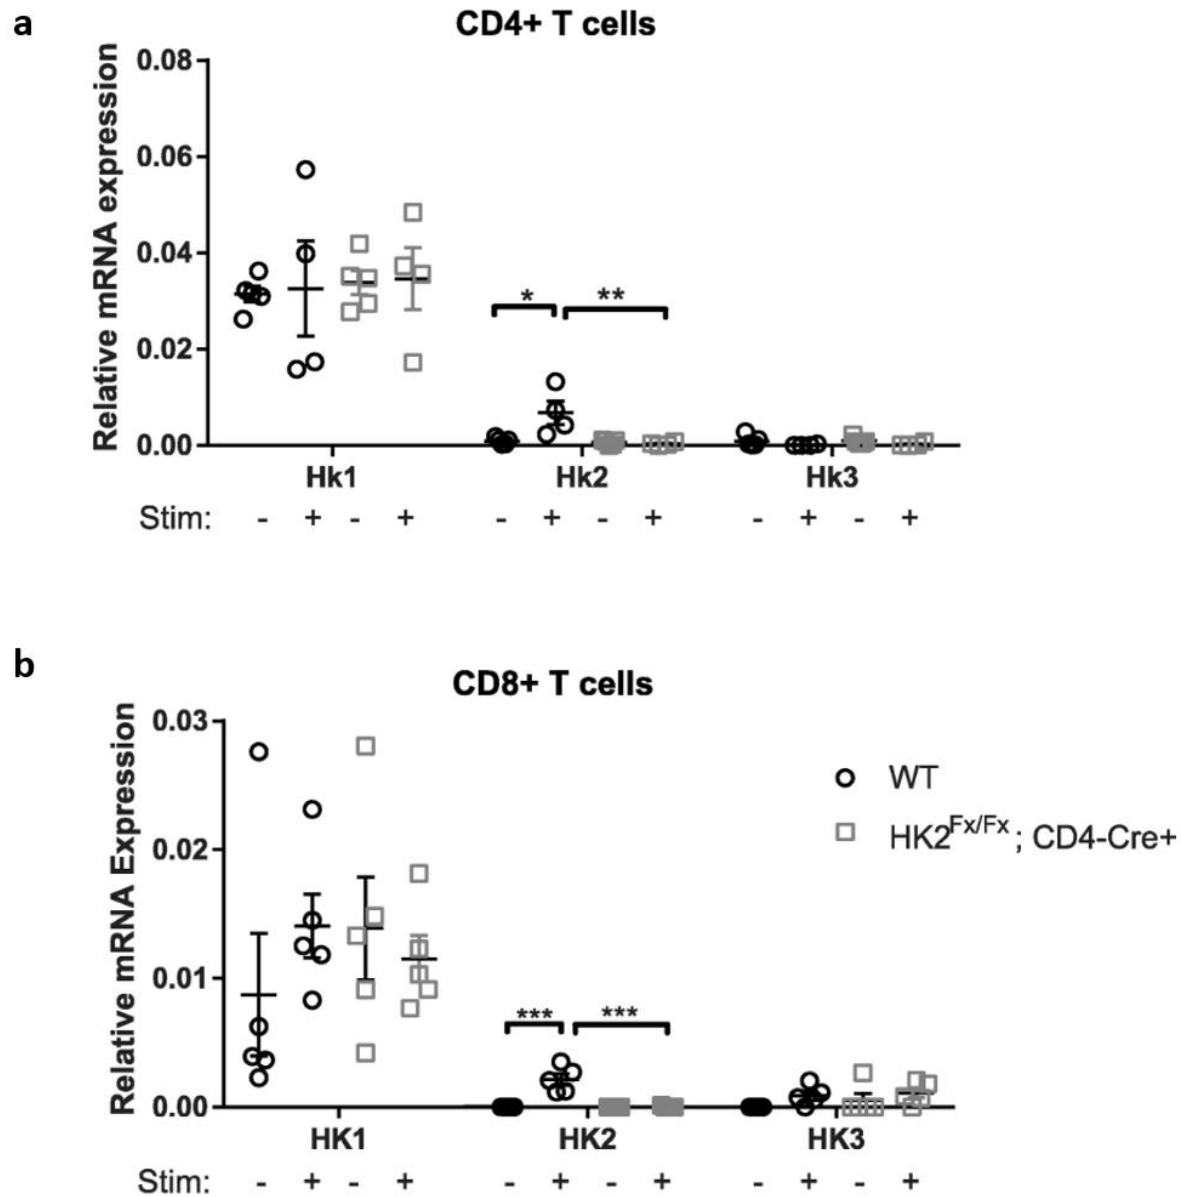 a
CD4+ T cells
Relative mRNA expression
0.08
0.06
0.04
0.02
0.00
* **
Hk1 Hk2 Hk3
Stim: - + - + - + - + - + - +
b
CD8+ T cells
Relative mRNA Expression
0.03
0.02
0.01
0.00
*** ***
WT
HK2Fx/Fx ; CD4-Cre+
HK1 HK2 HK3
Stim: - + - + - + - + - + - +